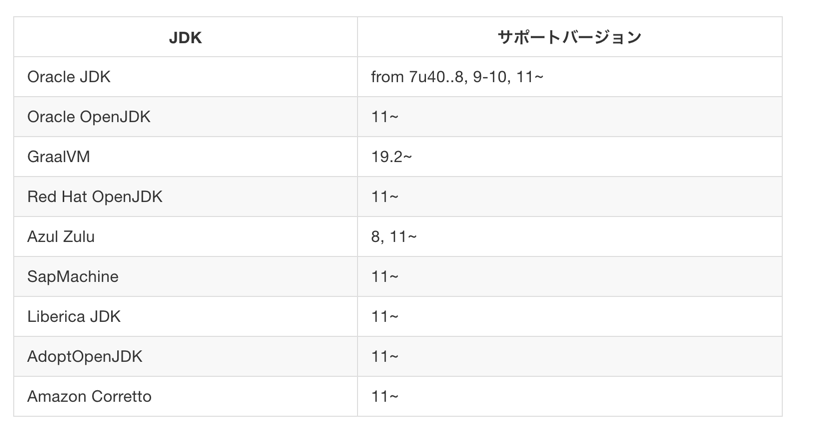 JDK サポートバージョン
Oracle JDK from 7u40..8, 9-10, 11~
Oracle OpenJDK 11~
GraalVM 19.2~
Red Hat OpenJDK 11~
Azul Zulu 8, 11~
SapMachine 11~
Liberica JDK 11~
AdoptOpenJDK 11~
Amazon Corretto 11~